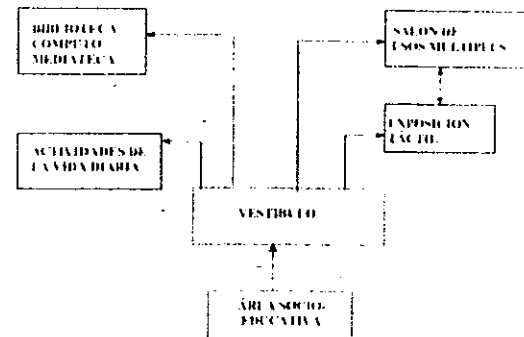 BIBLIOTECA
COMPUTO
MEDIATECA
SALON DE
USOS MULTIPLES
EXPOSICION
TACTIL
ACTIVIDADES DE
LA VIDA DIARIA
VESTIBULO
ÁREA SOCIO-
EDUCATIVA